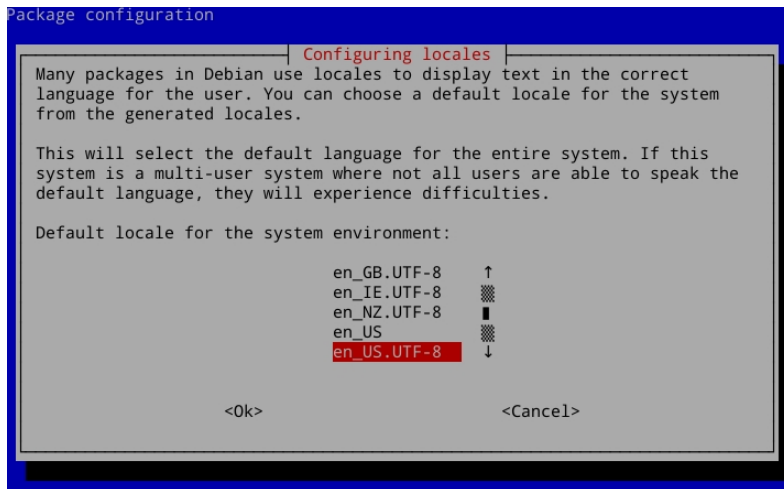 Package configuration
Configuring locales
Many packages in Debian use locales to display text in the correct
language for the user. You can choose a default locale for the system
from the generated locales.
This will select the default language for the entire system. If this
system is a multi-user system where not all users are able to speak the
default language, they will experience difficulties.
Default locale for the system environment:
en_GB.UTF-8
en_IE.UTF-8
en_NZ.UTF-8
en_US
en_US.UTF-8
<Ok> <Cancel>